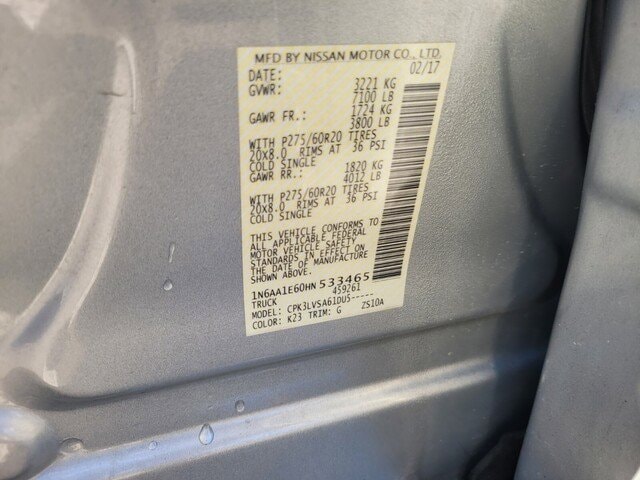 MFD BY NISSAN MOTOR CO., LTD.
DATE: 02/17
GVWR: 3221 KG
7100 LB
GAWR FR.: 1724 KG
3800 LB
WITH P275/60R20 TIRES
20X8.0 RIMS AT 36 PSI
COLD SINGLE
GAWR RR.: 1820 KG
4012 LB
WITH P275/60R20 TIRES
20X8.0 RIMS AT 36 PSI
COLD SINGLE
THIS VEHICLE CONFORMS TO
ALL APPLICABLE FEDERAL
MOTOR VEHICLE SAFETY
STANDARDS IN EFFECT ON
THE DATE OF MANUFACTURE
SHOWN ABOVE.
1N6AA1E60HN533465
TRUCK 459261
MODEL: CPK3LVSA61DU5-----
COLOR: K23 TRIM: G ZS10A